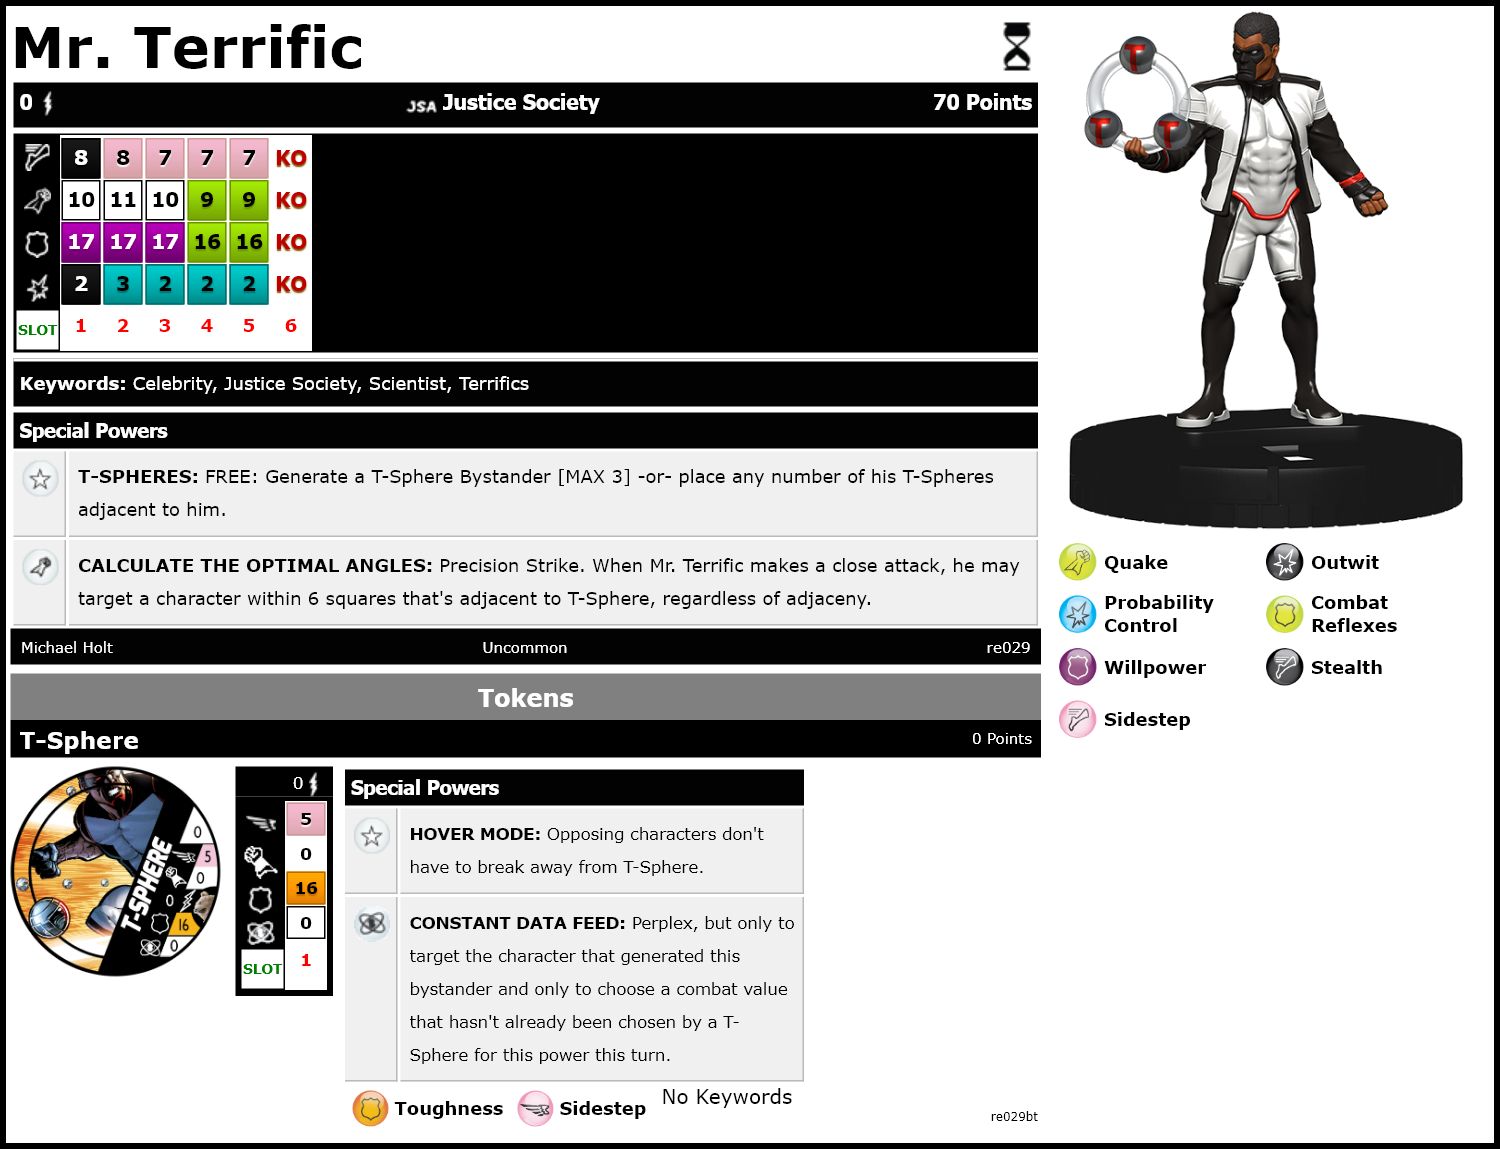 Mr. Terrific
0 JSA Justice Society 70 Points
8 8 7 7 7 KO
10 11 10 9 9 KO
17 17 17 16 16 KO
2 3 2 2 2 KO
SLOT 1 2 3 4 5 6
Keywords: Celebrity, Justice Society, Scientist, Terrifics
Special Powers
T-SPHERES: FREE: Generate a T-Sphere Bystander [MAX 3] -or- place any number of his T-Spheres
adjacent to him.
CALCULATE THE OPTIMAL ANGLES: Precision Strike. When Mr. Terrific makes a close attack, he may
target a character within 6 squares that's adjacent to T-Sphere, regardless of adjaceny.
Michael Holt Uncommon re029
T
T T
Quake Outwit
Probability
Control
Combat
Reflexes
Willpower Stealth
Sidestep
Tokens
T-Sphere 0 Points
T-SPHERE
0
5
0
0
16
0
0
5
0
16
0
SLOT 1
Special Powers
HOVER MODE: Opposing characters don't
have to break away from T-Sphere.
CONSTANT DATA FEED: Perplex, but only to
target the character that generated this
bystander and only to choose a combat value
that hasn't already been chosen by a T-
Sphere for this power this turn.
Toughness Sidestep No Keywords
re029bt